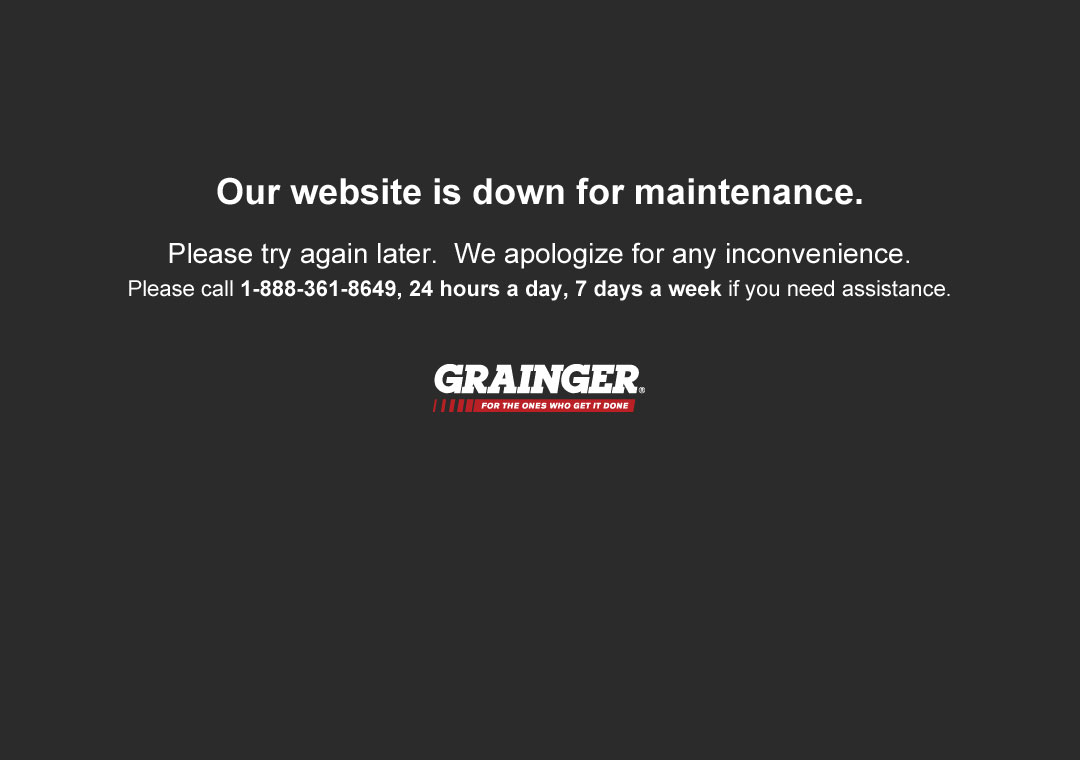 Our website is down for maintenance.
Please try again later.  We apologize for any inconvenience.
Please call 1-888-361-8649, 24 hours a day, 7 days a week if you need assistance.
GRAINGER®
FOR THE ONES WHO GET IT DONE